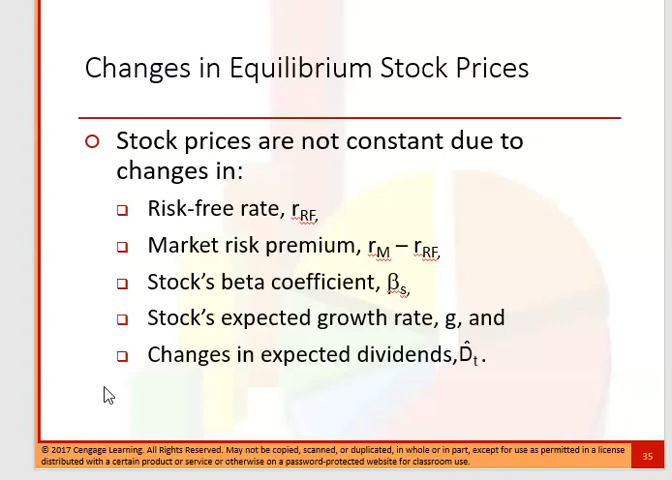 Changes in Equilibrium Stock Prices
Stock prices are not constant due to
changes in:
Risk-free rate, rRF,
Market risk premium, rM – rRF,
Stock's beta coefficient, βs,
Stock's expected growth rate, g, and
Changes in expected dividends,D̂t .
© 2017 Cengage Learning. All Rights Reserved. May not be copied, scanned, or duplicated, in whole or in part, except for use as permitted in a license
distributed with a certain product or service or otherwise on a password-protected website for classroom use.
35